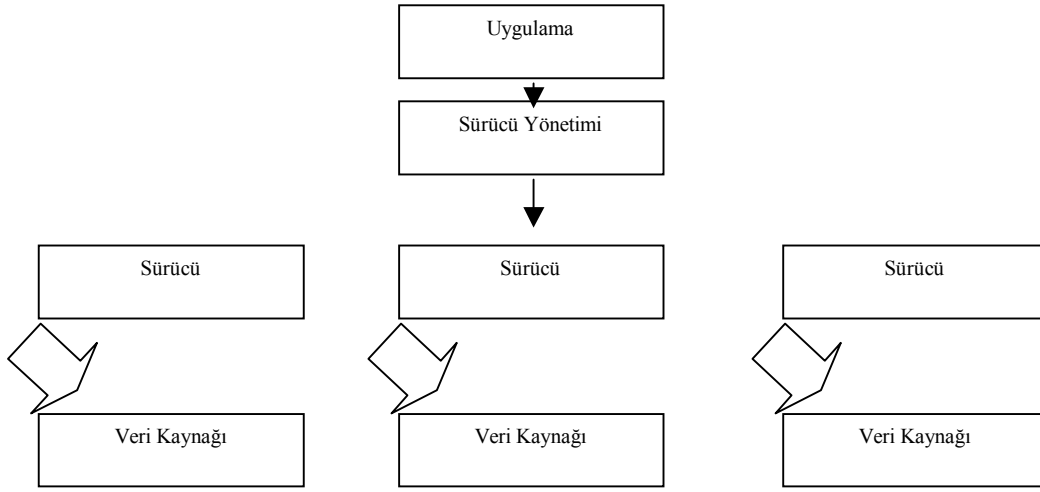 Uygulama
Sürücü Yönetimi
Sürücü
Sürücü
Sürücü
Veri Kaynağı
Veri Kaynağı
Veri Kaynağı